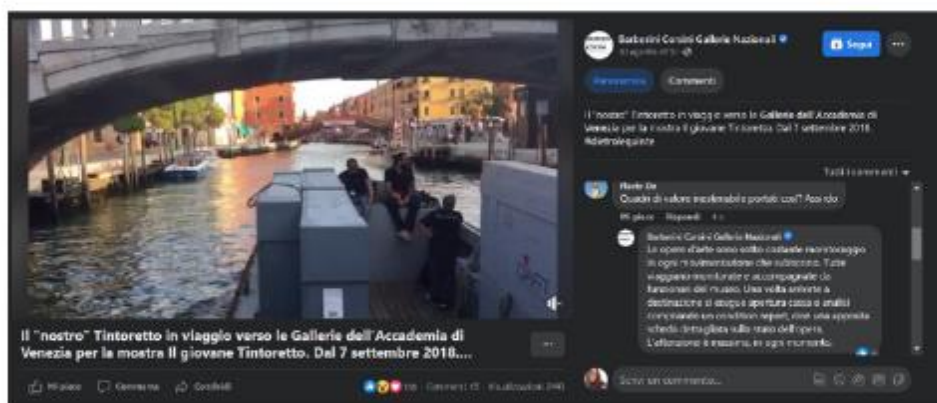 Barberini Corsini Gallerie Nazionali
Segui
Panoramica
Commenti
Il "nostro" Tintoretto in viaggio verso le Gallerie dell'Accademia di
Venezia per la mostra Il giovane Tintoretto. Dal 7 settembre 2018.
#dietrolequinte
Tutti i commenti
Quadri di valore inestimabile portati così? Assurdo
Mi piace Rispondi
Barberini Corsini Gallerie Nazionali
Le opere d'arte sono sotto costante monitoraggio
in ogni movimentazione che subiscono. Tutte
viaggiano monitorate e accompagnate da
funzionari del museo. Una volta arrivate a
destinazione si esegue apertura cassa e analisi
compilando un condition report, cioè una apposita
scheda dettagliata sullo stato dell'opera.
L'attenzione è massima, in ogni momento.
Il "nostro" Tintoretto in viaggio verso le Gallerie dell'Accademia di
Venezia per la mostra Il giovane Tintoretto. Dal 7 settembre 2018....
Mi piace
Commenta
Condividi
Scrivi un commento...